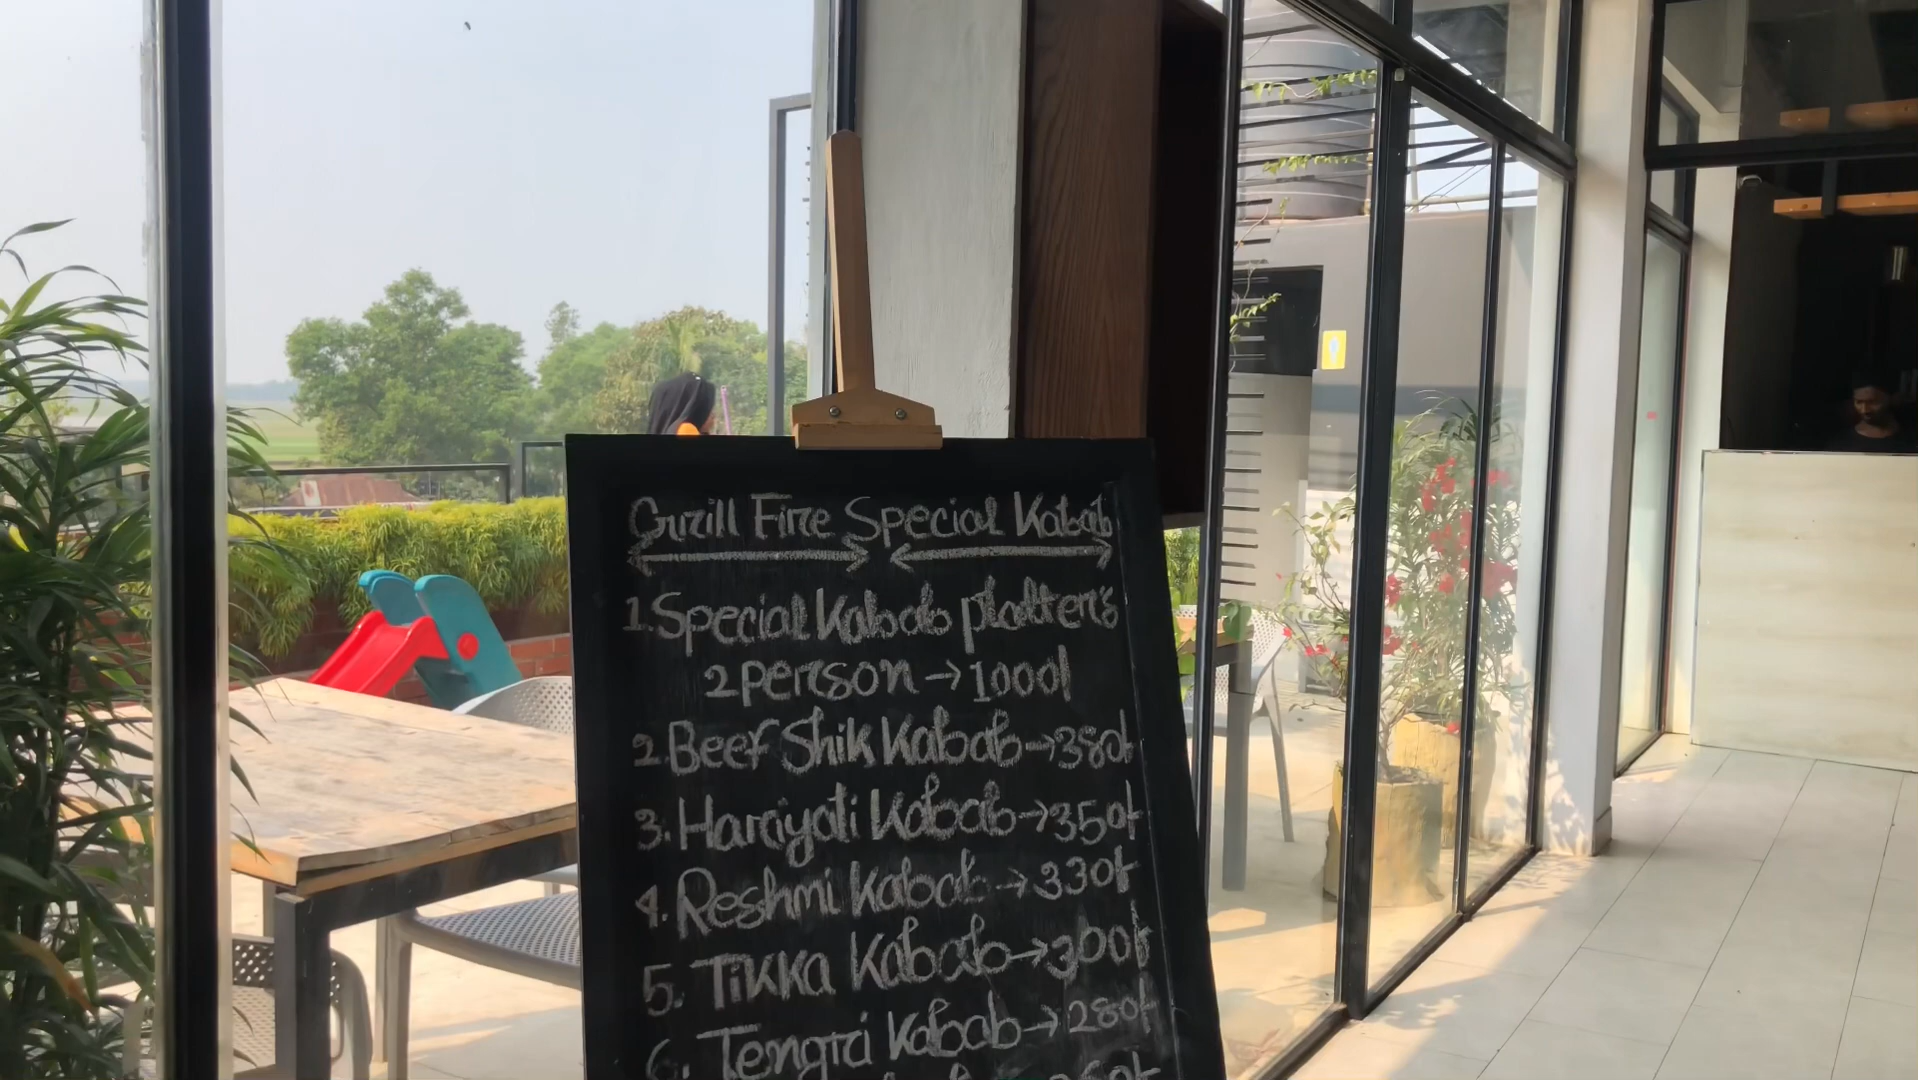 Grill Fire Special Kabab
1. Special Kabab platter's
2 person → 1000/
2. Beef Shik Kabab → 380/-
3. Hariyali Kabab → 350/-
4. Reshmi Kabab → 330/-
5. Tikka Kabab → 300/-
6. Tengri Kabab → 280/-